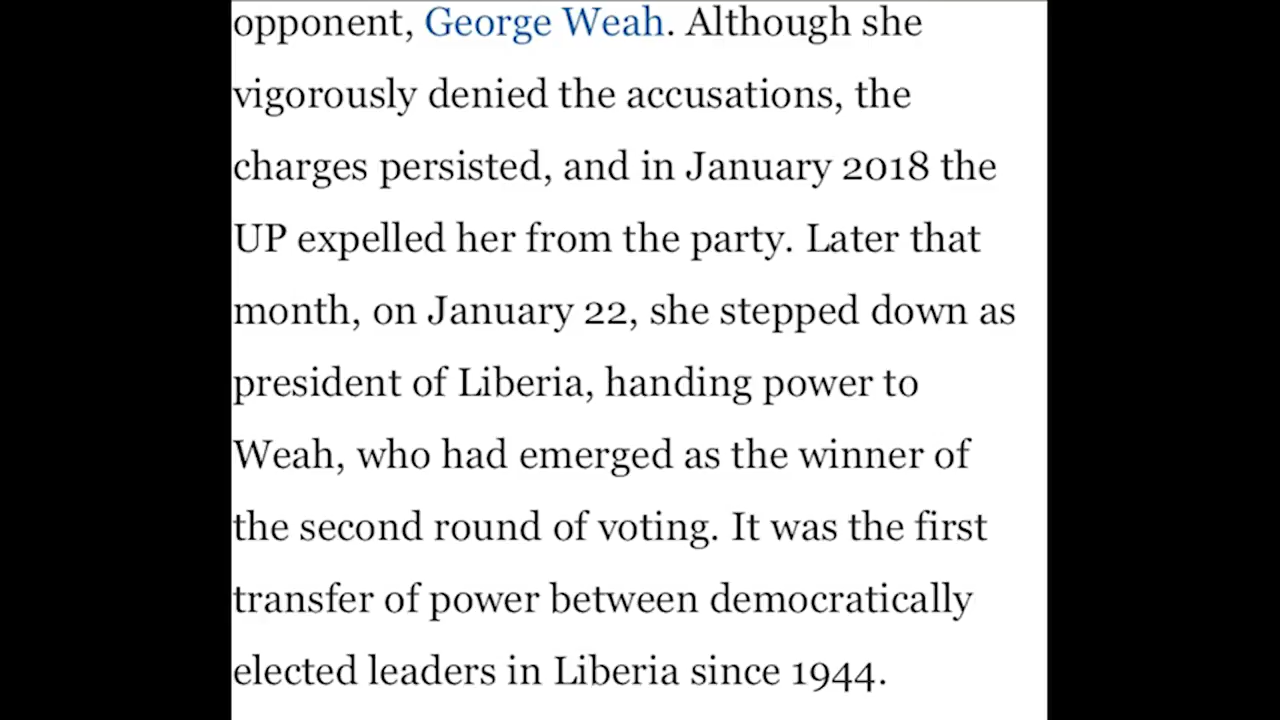 opponent, George Weah. Although she
vigorously denied the accusations, the
charges persisted, and in January 2018 the
UP expelled her from the party. Later that
month, on January 22, she stepped down as
president of Liberia, handing power to
Weah, who had emerged as the winner of
the second round of voting. It was the first
transfer of power between democratically
elected leaders in Liberia since 1944.